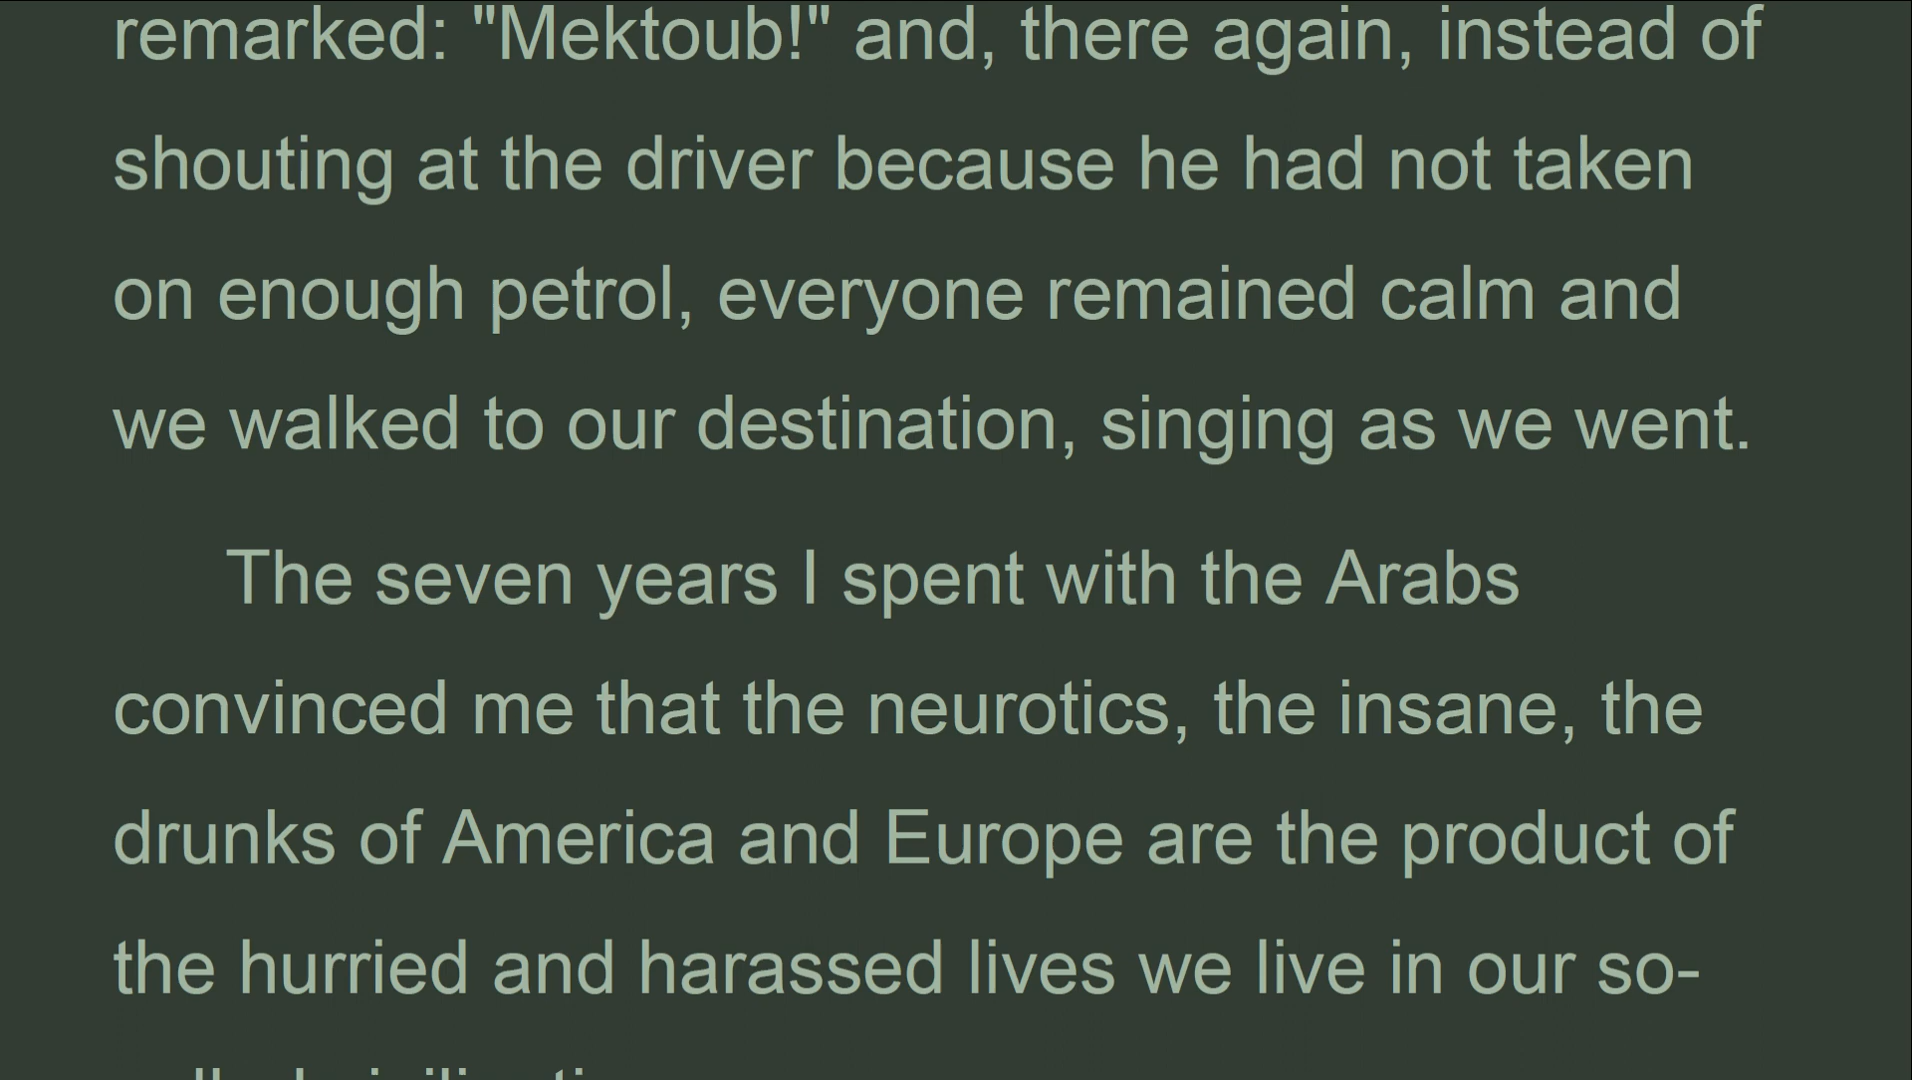 remarked: "Mektoub!" and, there again, instead of
shouting at the driver because he had not taken
on enough petrol, everyone remained calm and
we walked to our destination, singing as we went.
The seven years I spent with the Arabs
convinced me that the neurotics, the insane, the
drunks of America and Europe are the product of
the hurried and harassed lives we live in our so-